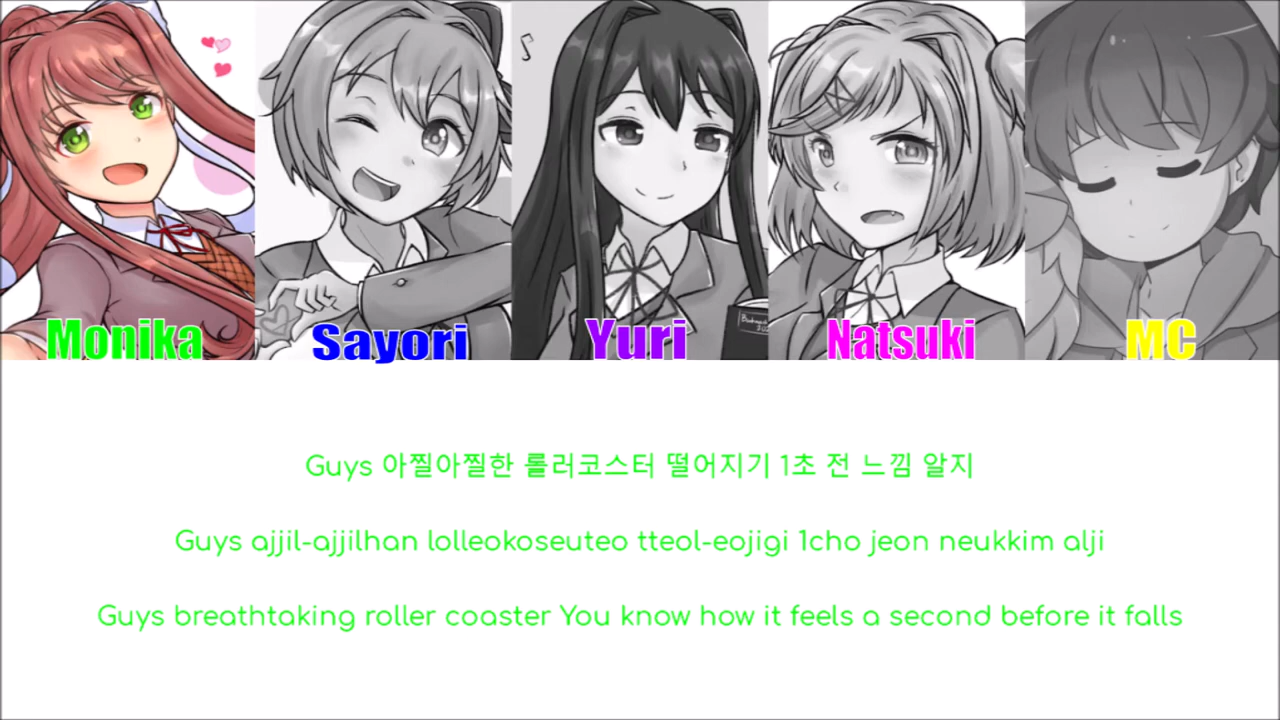 Monika Sayori Yuri Natsuki MC
Guys 아찔아찔한 롤러코스터 떨어지기 1초 전 느낌 알지
Guys ajjil-ajjilhan lolleokoseuteo tteol-eojigi 1cho jeon neukkim alji
Guys breathtaking roller coaster You know how it feels a second before it falls